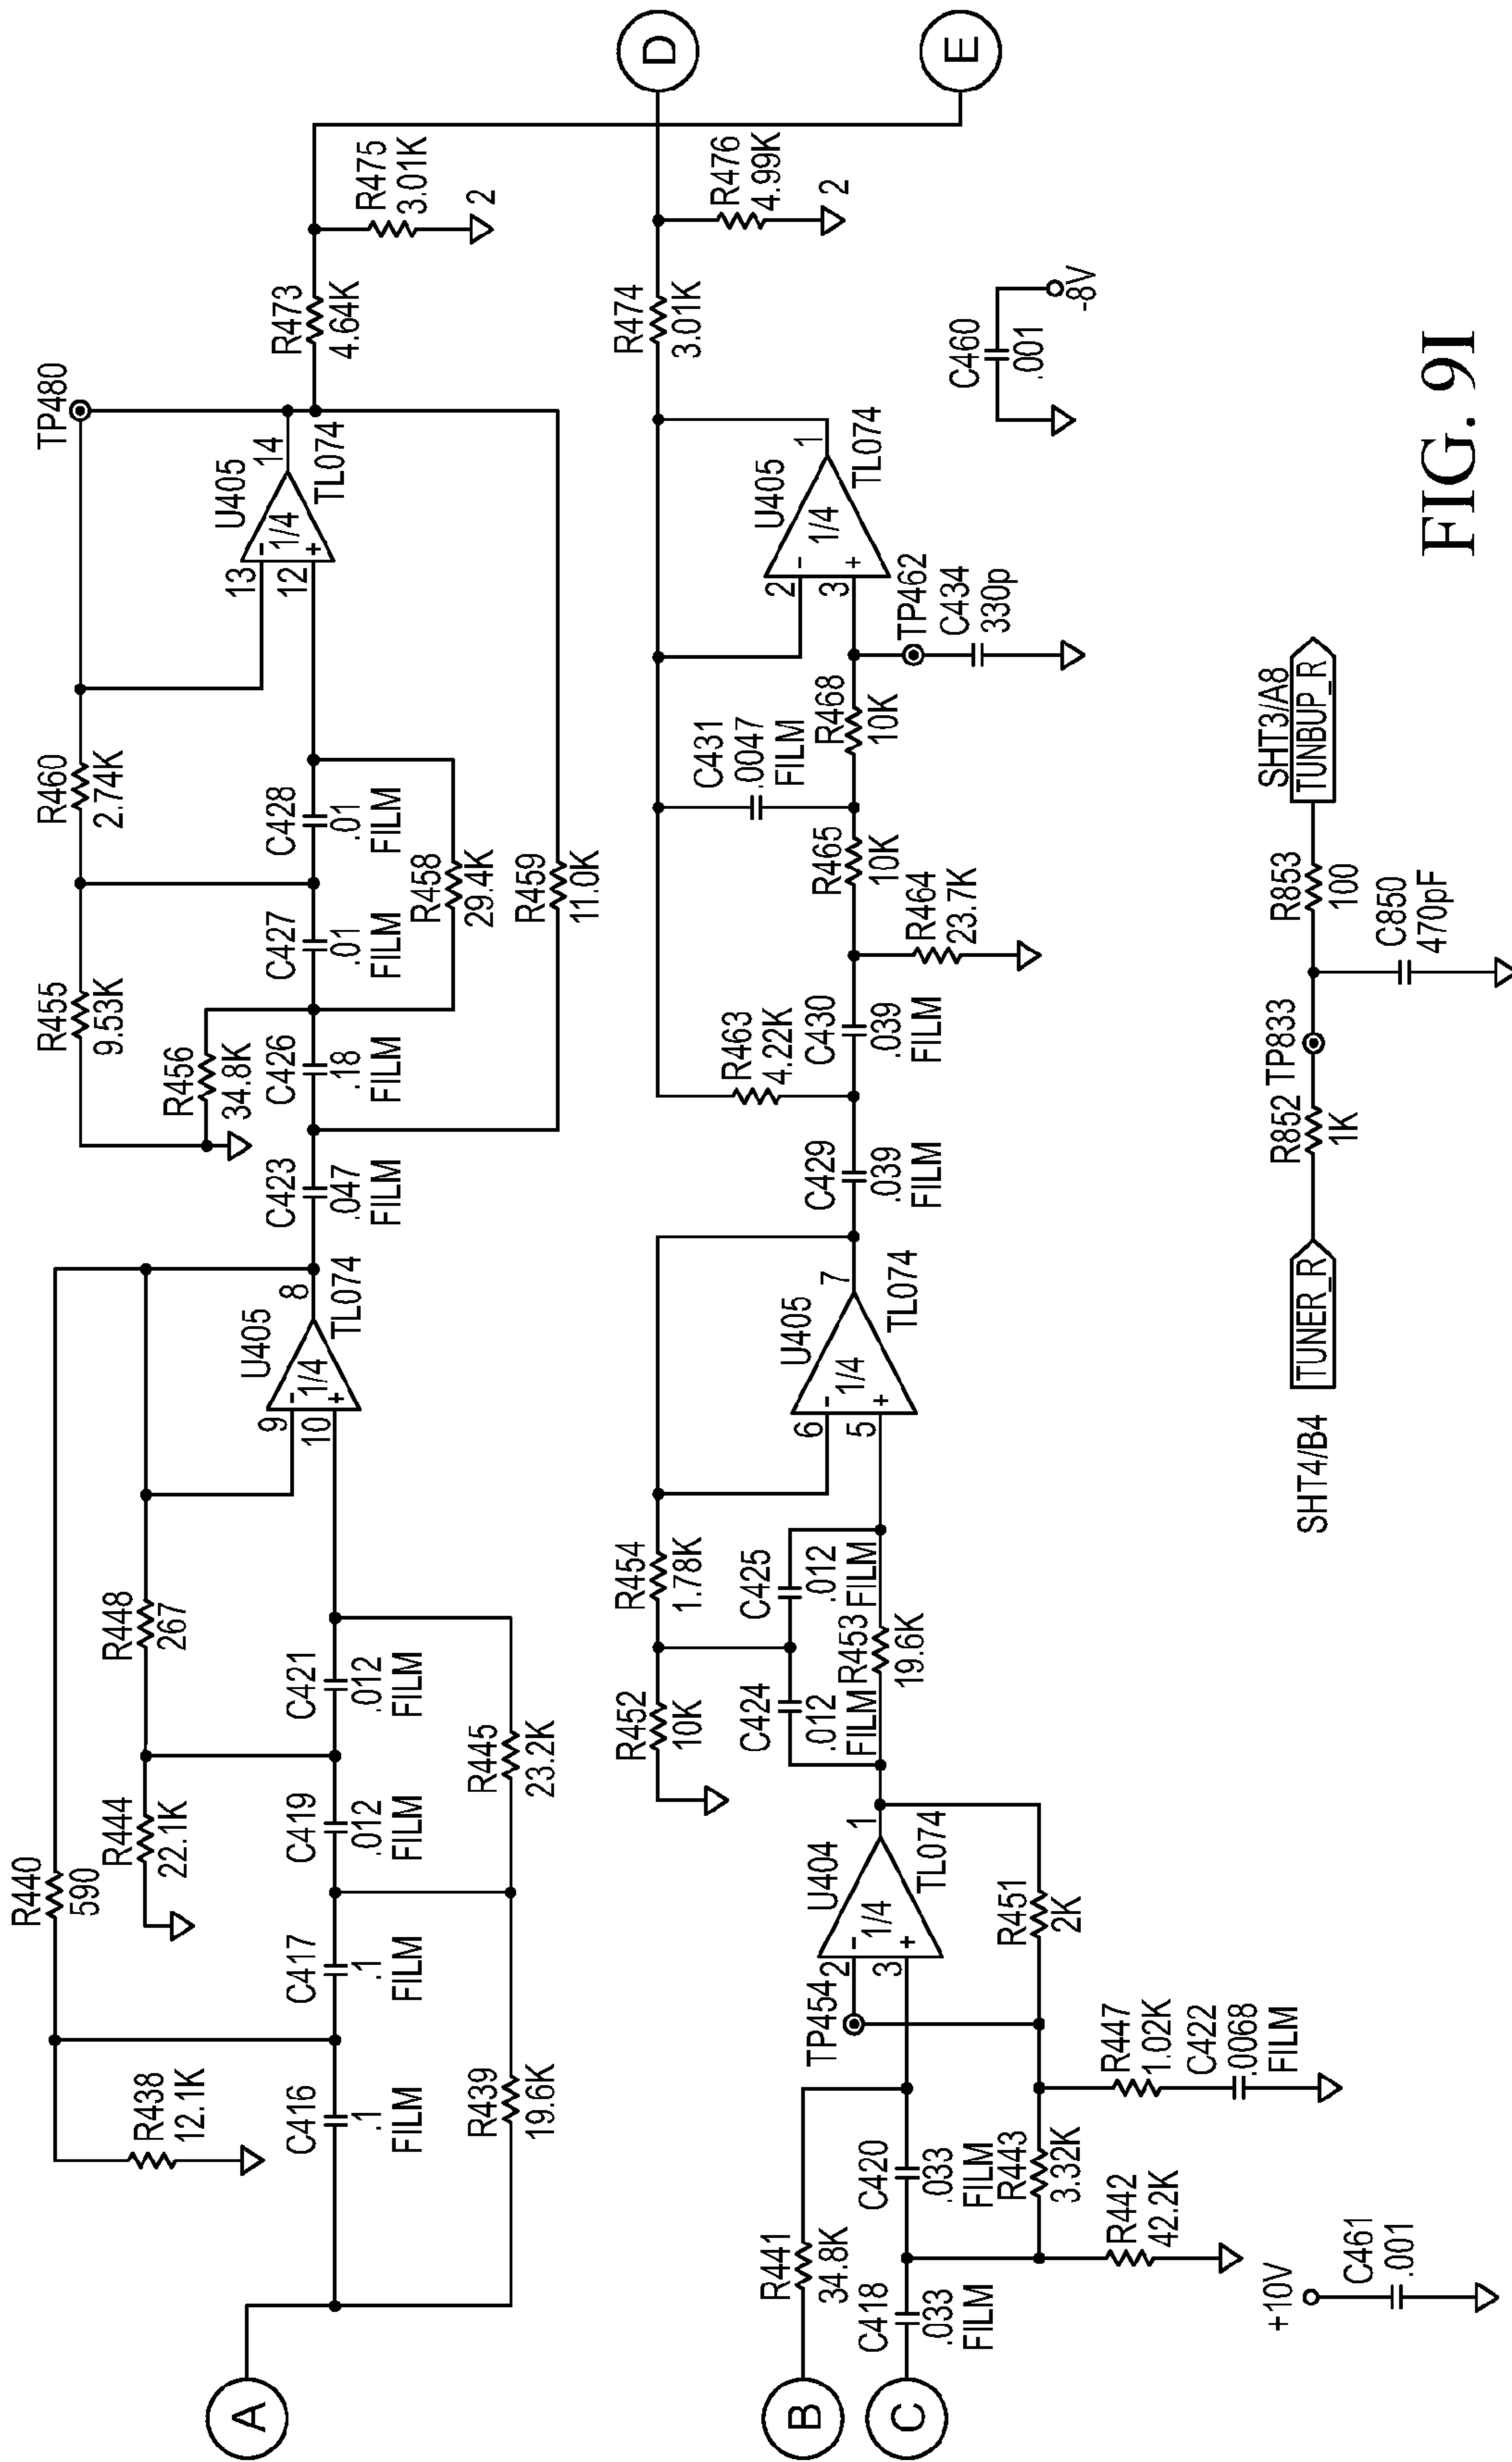 R440
590
R438
12.1K
R444
22.1K
R448
267
C416
.1
FILM
C417
.1
FILM
C419
.012
FILM
C421
.012
FILM
R439
19.6K
R445
23.2K
A
9
10
-
+
1/4
U405
8
TL074
C423
.047
FILM
R455
9.53K
R456
34.8K
C426
.18
FILM
C427
.01
FILM
C428
.01
FILM
R460
2.74K
R458
29.4K
R459
11.0K
13
12
-
+
1/4
U405
14
TL074
TP480
R473
4.64K
R475
3.01K
2
B
C
R441
34.8K
C418
.033
FILM
C420
.033
FILM
R443
3.32K
R442
42.2K
R447
1.02K
C422
.0068
FILM
TP454
2
3
-
+
1/4
U404
1
TL074
R451
2K
R452
10K
R454
1.78K
C424
.012
FILM
C425
.012
FILM
R453
19.6K
6
5
-
+
1/4
U405
7
TL074
C429
.039
FILM
R463
4.22K
C430
.039
FILM
R464
23.7K
R465
10K
C431
.0047
FILM
R468
10K
TP462
C434
330p
2
3
-
+
1/4
U405
1
TL074
R474
3.01K
R476
4.99K
2
D
E
C460
.001
-8V
+10V
C461
.001
SHT4/B4
TUNER_R
R852
1K
TP833
C850
470pF
R853
100
SHT3/A8
TUNBUP_R
FIG. 9I